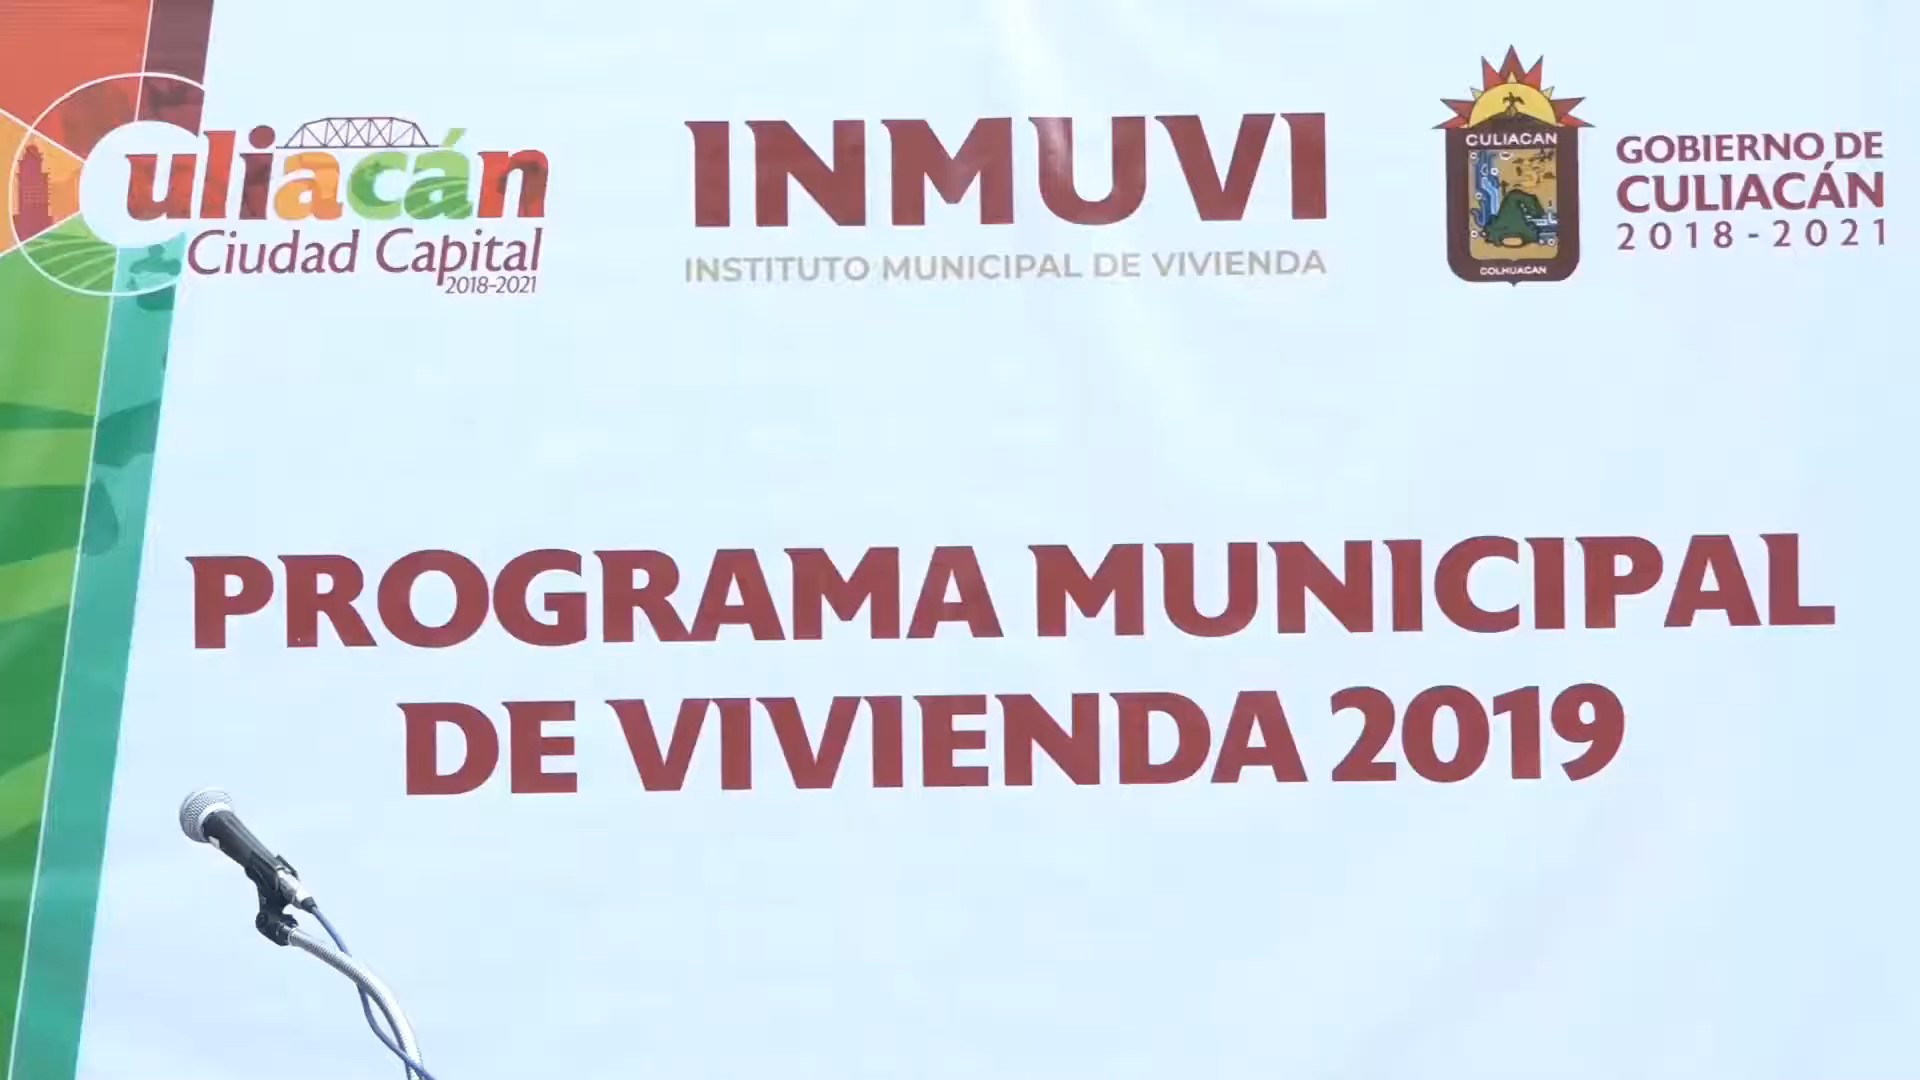 Culiacán
Ciudad Capital
2018-2021
INMUVI
INSTITUTO MUNICIPAL DE VIVIENDA
CULIACAN
COLHUACAN
GOBIERNO DE
CULIACÁN
2018-2021
PROGRAMA MUNICIPAL
DE VIVIENDA 2019